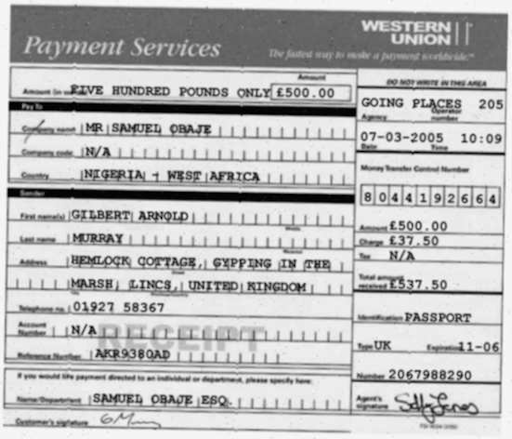 WESTERN UNION
Payment Services
The fastest way to make a payment worldwide.
Amount
DO NOT WRITE IN THIS AREA
Amount (in words) FIVE HUNDRED POUNDS ONLY £500.00
Pay To
GOING PLACES 205
Agency Operator number
Company name MR SAMUEL OBAJE
07-03-2005 10:09
Date Time
Company code N/A
Money Transfer Control Number
Country NIGERIA - WEST AFRICA
8044192664
Sender
First name(s) GILBERT ARNOLD
Amount £500.00
Last name MURRAY
Charge £37.50
Tax N/A
Address HEMLOCK COTTAGE, GYPPING IN THE
MARSH, LINCS, UNITED KINGDOM
Total amount received £537.50
Telephone no. 01927 58367
Identification PASSPORT
Account Number N/A
RECEIPT
Type UK Expiration 11-06
Reference Number AKR9380AD
Number 2067988290
If you would like payment directed to an individual or department, please specify here:
Name/Department SAMUEL OBAJE ESQ.
Agent's signature Sally Jones
Customer's signature G M